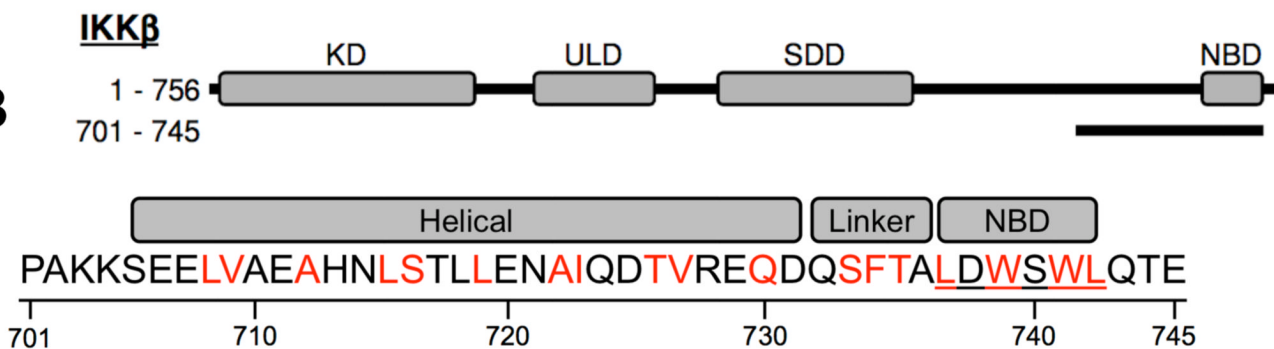 IKKβ
KD ULD SDD NBD
1 - 756
701 - 745
Helical Linker NBD
PAKKSEELVAEAHNLSTLLENAIQDTVREQDQSFTALDWSWLQTE
701 710 720 730 740 745